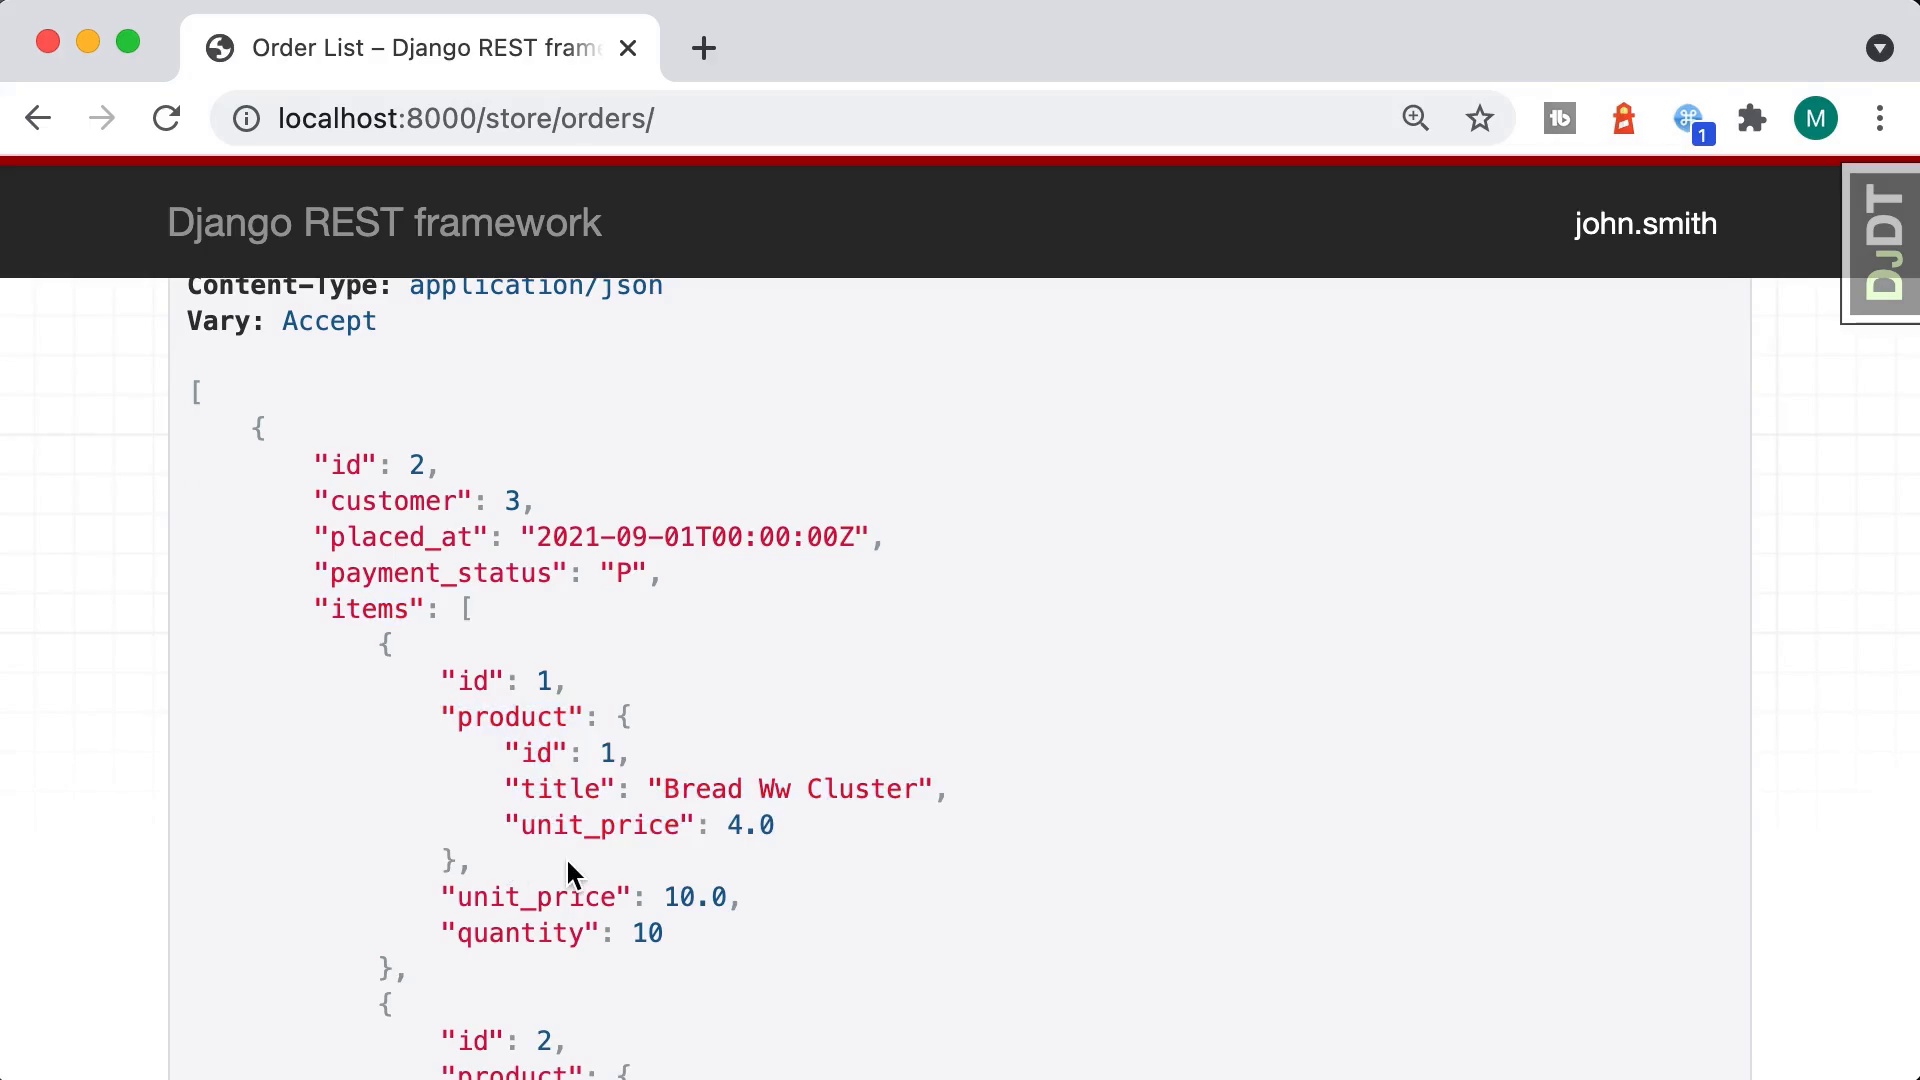 Order List – Django REST frame
localhost:8000/store/orders/
1
M
Django REST framework
john.smith
DJDT
Content-Type: application/json
Vary: Accept
[
{
"id": 2,
"customer": 3,
"placed_at": "2021-09-01T00:00:00Z",
"payment_status": "P",
"items": [
{
"id": 1,
"product": {
"id": 1,
"title": "Bread Ww Cluster",
"unit_price": 4.0
},
"unit_price": 10.0,
"quantity": 10
},
{
"id": 2,
"product": {